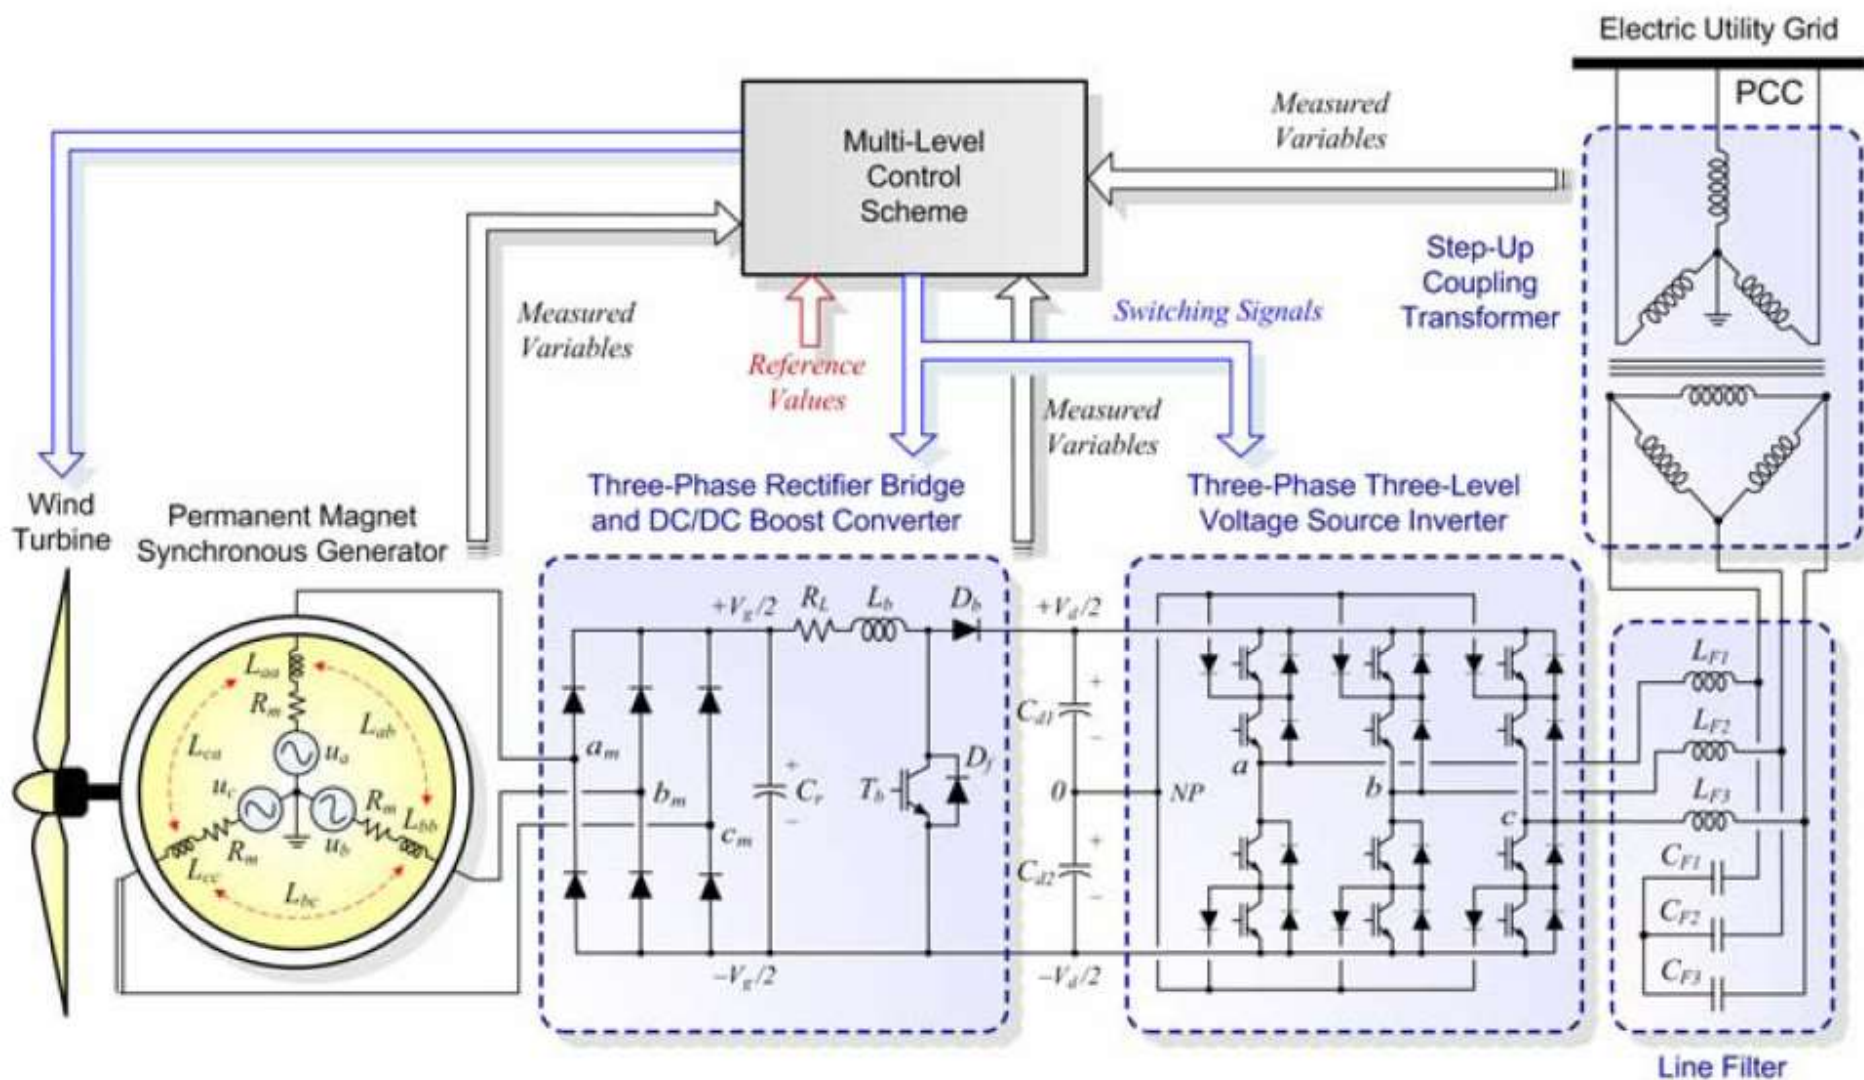 Electric Utility Grid
PCC
Multi-Level
Control
Scheme
Measured
Variables
Step-Up
Coupling
Transformer
Measured
Variables
Switching Signals
Reference
Values
Measured
Variables
Wind
Turbine
Permanent Magnet
Synchronous Generator
Three-Phase Rectifier Bridge
and DC/DC Boost Converter
Three-Phase Three-Level
Voltage Source Inverter
Laa
Rm
Lab
Lca
ua
uc
Rm
Lbb
ub
Rm
Lcc
Lbc
+Vg/2
RL
Lb
Db
am
bm
cm
+
Cr
−
Tb
Df
−Vg/2
+Vd/2
+
Cd1
−
0
NP
+
Cd2
−
−Vd/2
a
b
c
LF1
LF2
LF3
CF1
CF2
CF3
Line Filter